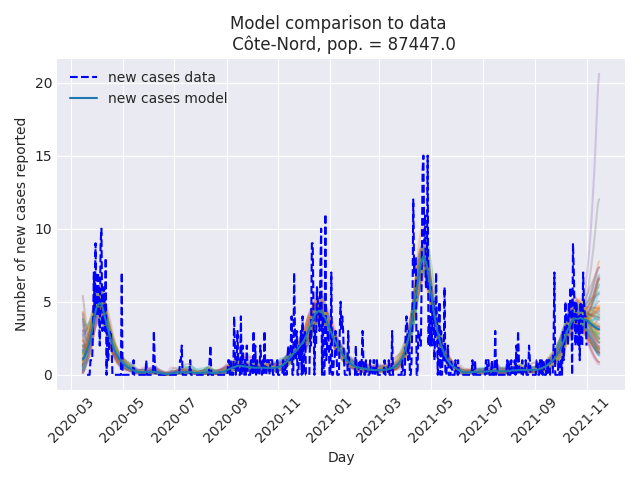 Model comparison to data
Côte-Nord, pop. = 87447.0
new cases data
new cases model
Number of new cases reported
20
15
10
5
0
2020-03
2020-05
2020-07
2020-09
2020-11
2021-01
2021-03
2021-05
2021-07
2021-09
2021-11
Day